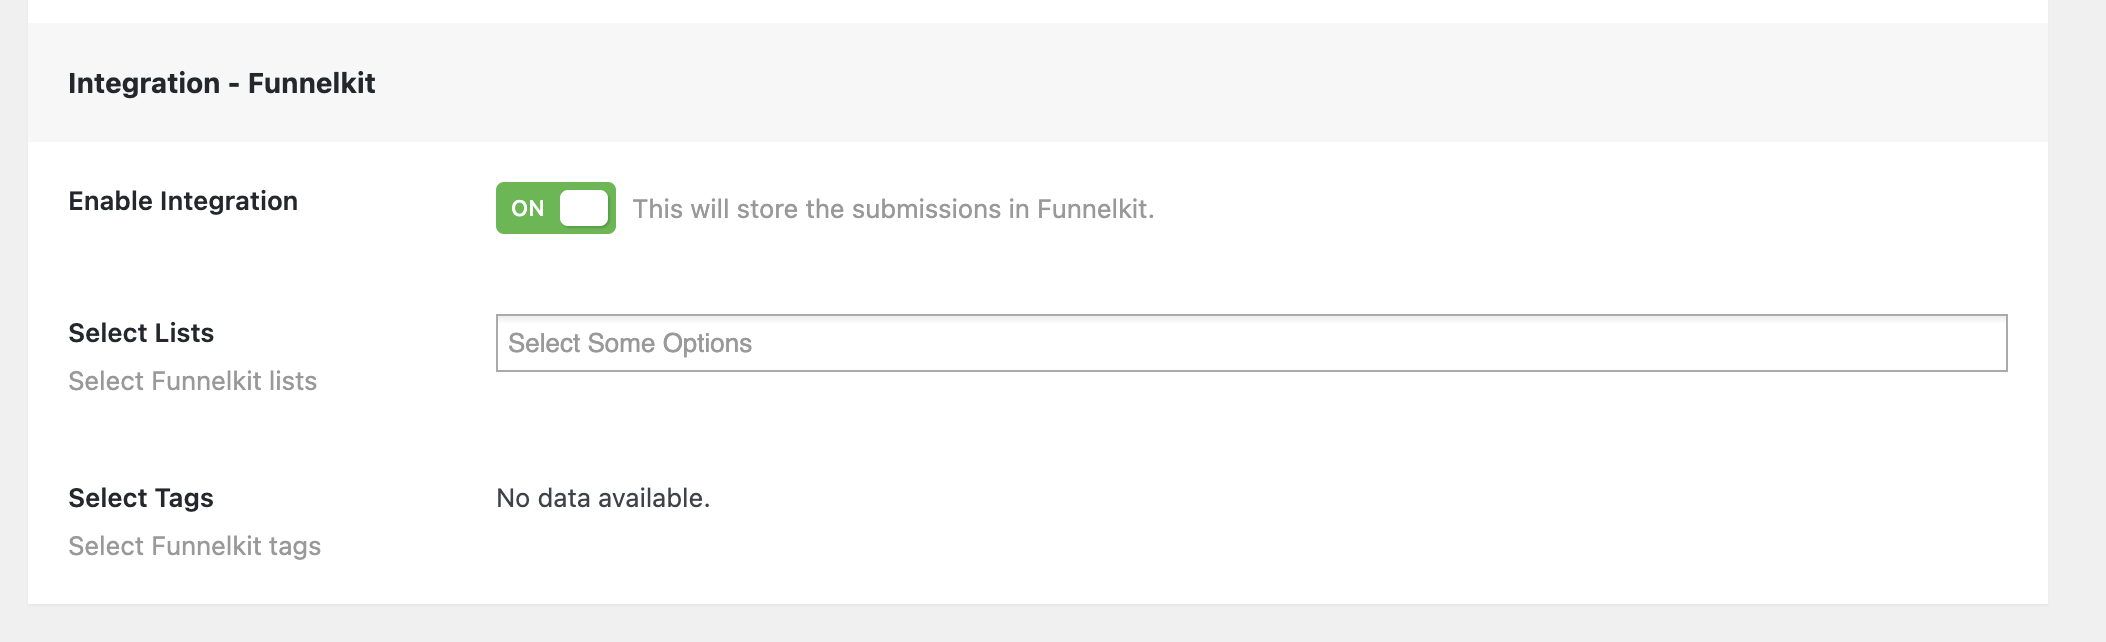 Integration - Funnelkit
Enable Integration
ON
This will store the submissions in Funnelkit.
Select Lists
Select Some Options
Select Funnelkit lists
Select Tags
No data available.
Select Funnelkit tags